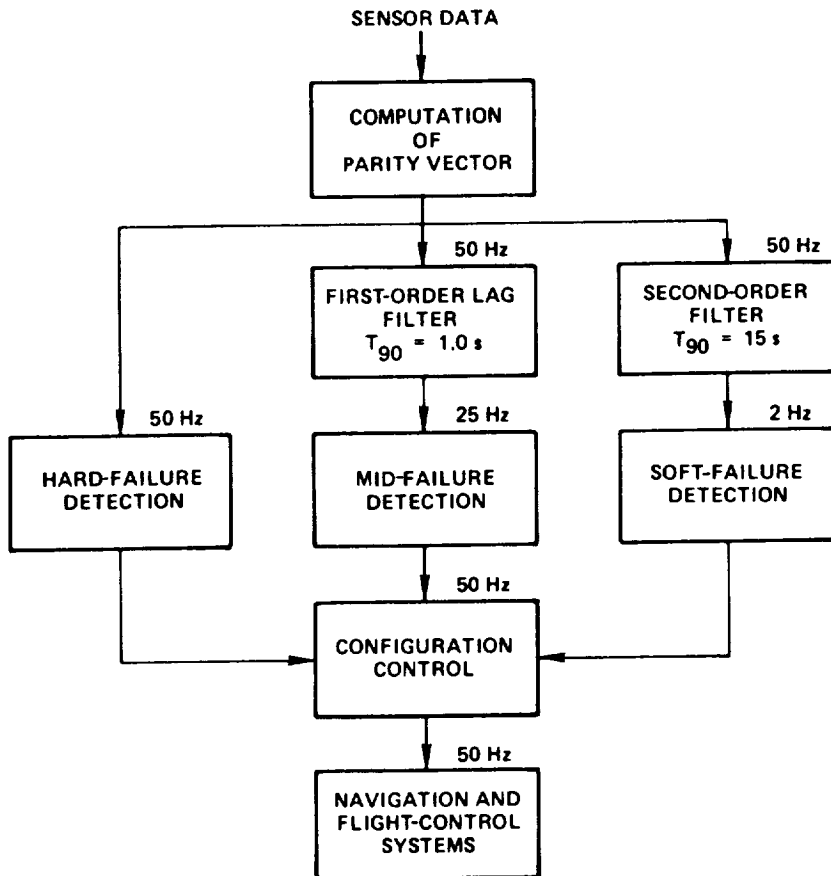 SENSOR DATA
COMPUTATION
OF
PARITY VECTOR
50 Hz
FIRST-ORDER LAG
FILTER
T90 = 1.0 s
50 Hz
SECOND-ORDER
FILTER
T90 = 15 s
50 Hz
HARD-FAILURE
DETECTION
25 Hz
MID-FAILURE
DETECTION
2 Hz
SOFT-FAILURE
DETECTION
50 Hz
CONFIGURATION
CONTROL
50 Hz
NAVIGATION AND
FLIGHT-CONTROL
SYSTEMS